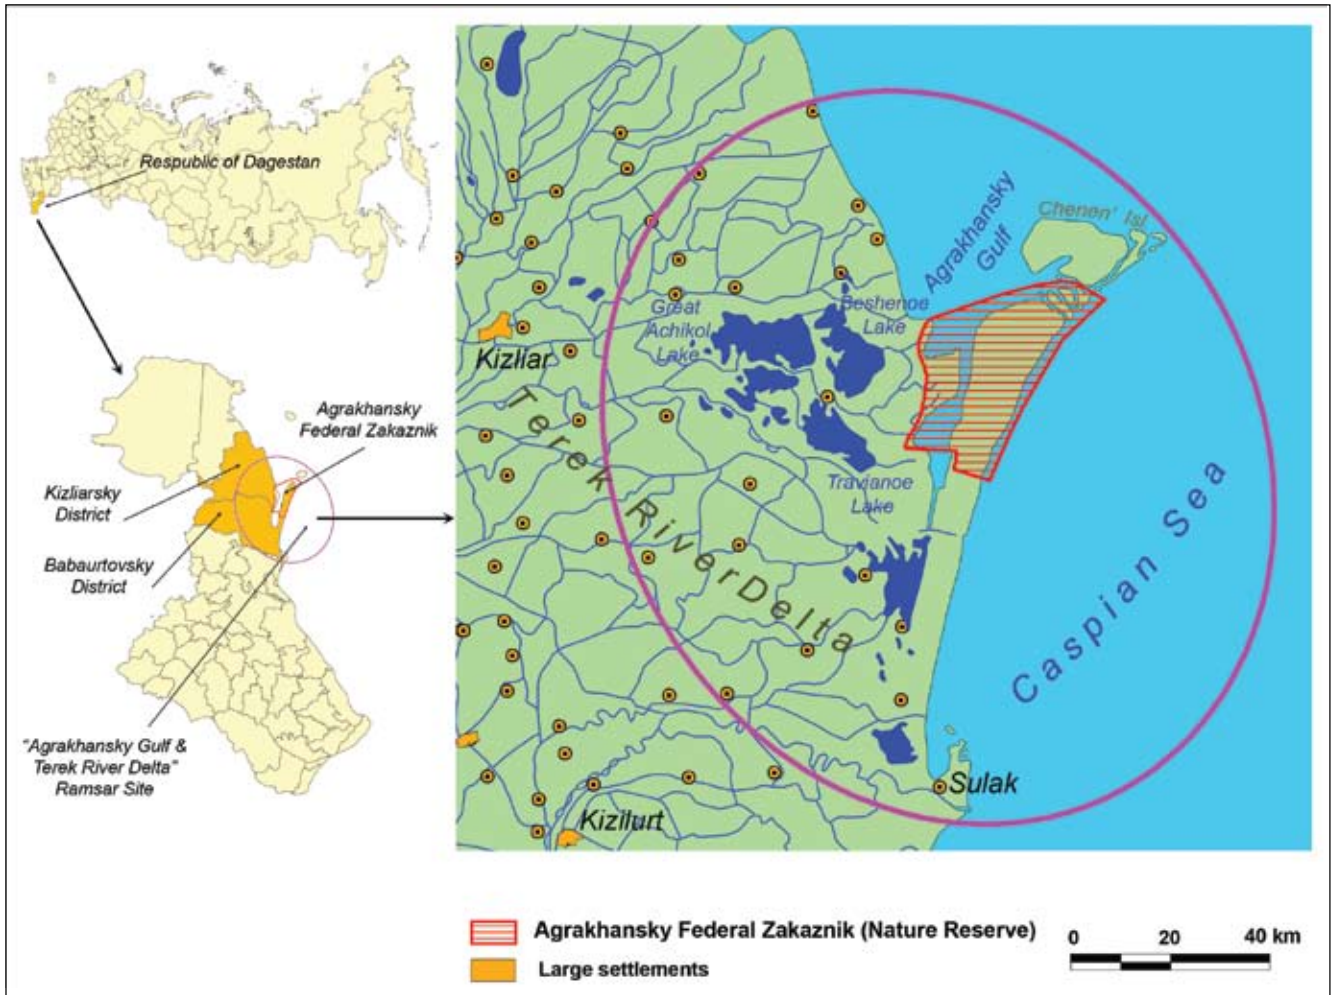 Respublic of Dagestan
Agrakhansky
Federal Zakaznik
Kizliarsky
District
Babaurtovsky
District
"Agrakhansky Gulf &
Terek River Delta"
Ramsar Site
Agrakhansky
Gulf
Chenen' Isl.
Great
Achikol
Lake
Beshenoe
Lake
Kizliar
Terek River Delta
Travianoe
Lake
Caspian Sea
Sulak
Kizilurt
Agrakhansky Federal Zakaznik (Nature Reserve)
Large settlements
0 20 40 km